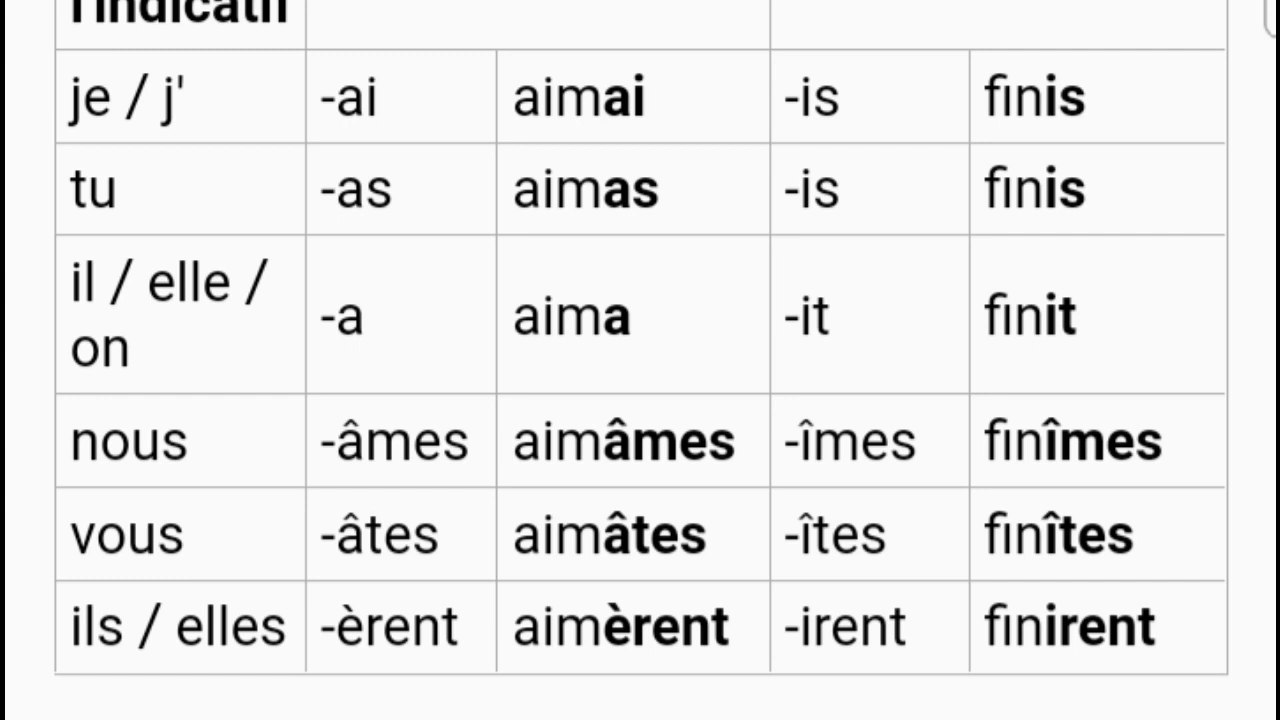 l'indicatif
je / j' -ai aimai -is finis
tu -as aimas -is finis
il / elle / on -a aima -it finit
nous -âmes aimâmes -îmes finîmes
vous -âtes aimâtes -îtes finîtes
ils / elles -èrent aimèrent -irent finirent